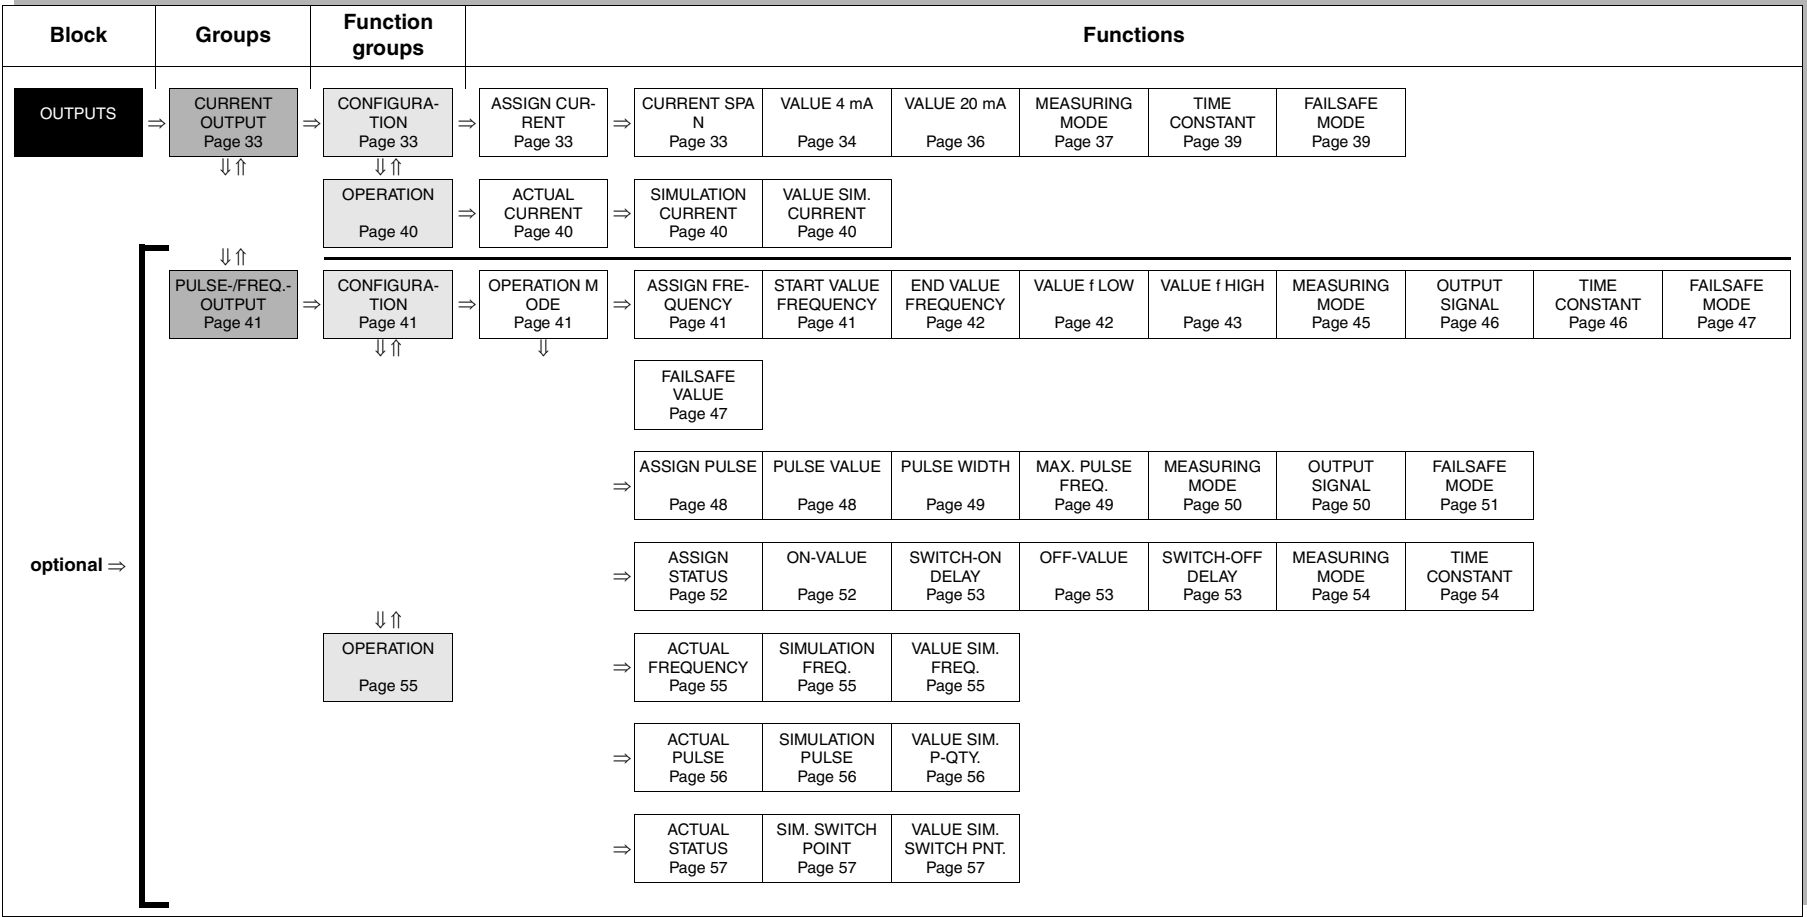 Block
Groups
Function
groups
Functions
OUTPUTS
⇒
CURRENT
OUTPUT
Page 33
⇒
CONFIGURA-
TION
Page 33
⇒
ASSIGN CUR-
RENT
Page 33
⇒
CURRENT SPA
N
Page 33
VALUE 4 mA
Page 34
VALUE 20 mA
Page 36
MEASURING
MODE
Page 37
TIME
CONSTANT
Page 39
FAILSAFE
MODE
Page 39
⇓⇑
⇓⇑
OPERATION
Page 40
⇒
ACTUAL
CURRENT
Page 40
⇒
SIMULATION
CURRENT
Page 40
VALUE SIM.
CURRENT
Page 40
⇓⇑
PULSE-/FREQ.-
OUTPUT
Page 41
⇒
CONFIGURA-
TION
Page 41
⇒
OPERATION M
ODE
Page 41
⇒
ASSIGN FRE-
QUENCY
Page 41
START VALUE
FREQUENCY
Page 41
END VALUE
FREQUENCY
Page 42
VALUE f LOW
Page 42
VALUE f HIGH
Page 43
MEASURING
MODE
Page 45
OUTPUT
SIGNAL
Page 46
TIME
CONSTANT
Page 46
FAILSAFE
MODE
Page 47
⇓⇑
⇓
FAILSAFE
VALUE
Page 47
⇒
ASSIGN PULSE
Page 48
PULSE VALUE
Page 48
PULSE WIDTH
Page 49
MAX. PULSE
FREQ.
Page 49
MEASURING
MODE
Page 50
OUTPUT
SIGNAL
Page 50
FAILSAFE
MODE
Page 51
optional ⇒
⇒
ASSIGN
STATUS
Page 52
ON-VALUE
Page 52
SWITCH-ON
DELAY
Page 53
OFF-VALUE
Page 53
SWITCH-OFF
DELAY
Page 53
MEASURING
MODE
Page 54
TIME
CONSTANT
Page 54
⇓⇑
OPERATION
Page 55
⇒
ACTUAL
FREQUENCY
Page 55
SIMULATION
FREQ.
Page 55
VALUE SIM.
FREQ.
Page 55
⇒
ACTUAL
PULSE
Page 56
SIMULATION
PULSE
Page 56
VALUE SIM.
P-QTY.
Page 56
⇒
ACTUAL
STATUS
Page 57
SIM. SWITCH
POINT
Page 57
VALUE SIM.
SWITCH PNT.
Page 57